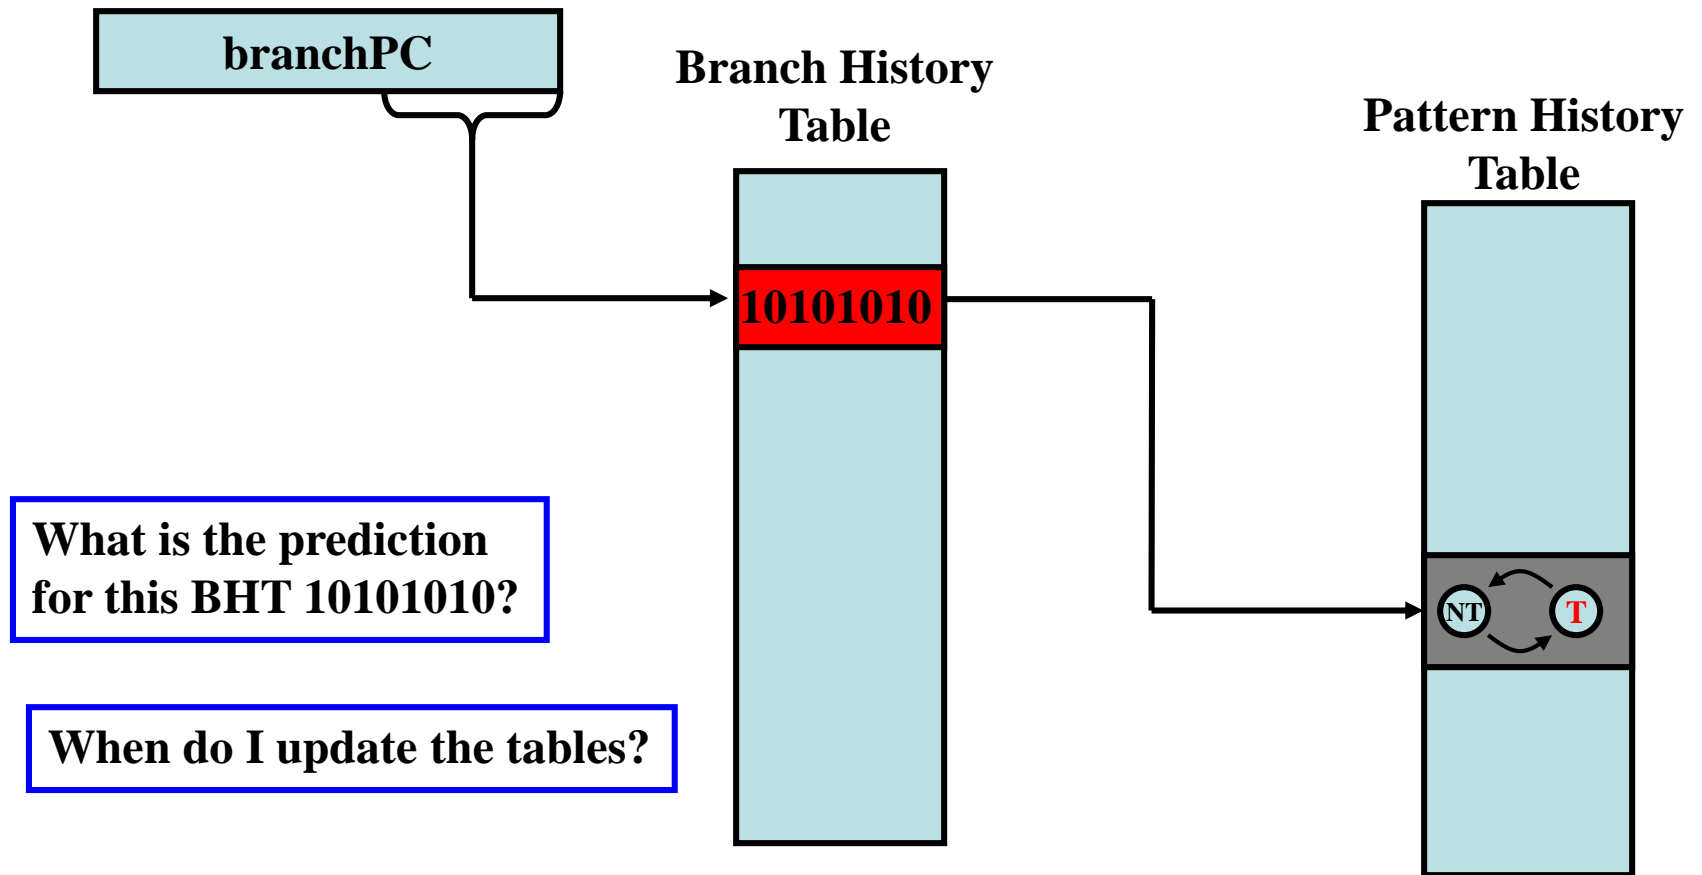 branchPC
Branch History
Table
Pattern History
Table
10101010
NT
T
What is the prediction
for this BHT 10101010?
When do I update the tables?